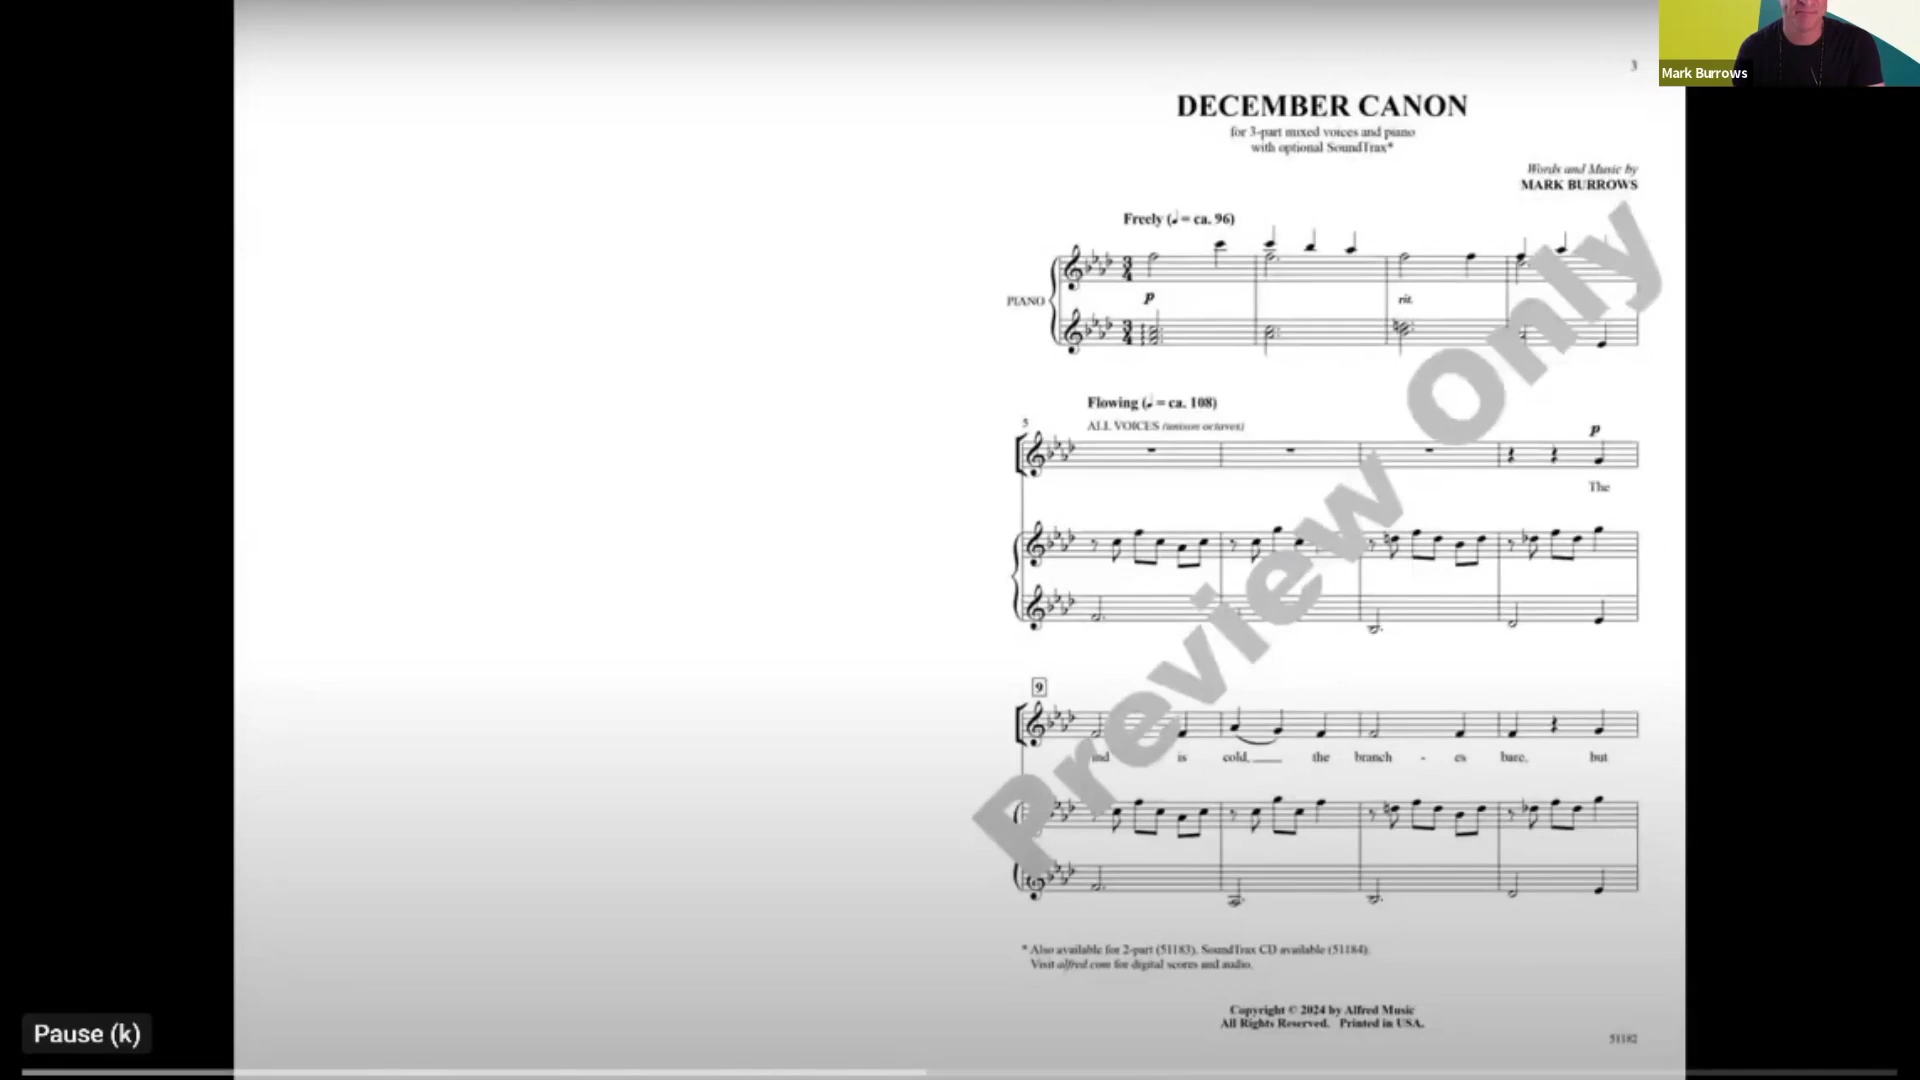 Mark Burrows
3
DECEMBER CANON
for 3-part mixed voices and piano
with optional SoundTrax*
Words and Music by
MARK BURROWS
Freely (♩ = ca. 96)
PIANO
p
rit.
Flowing (♩ = ca. 108)
5
ALL VOICES (unison octaves)
p
The
9
ind is cold, the branch - es bare, but
* Also available for 2-part (51183). SoundTrax CD available (51184).
Visit alfred.com for digital scores and audio.
Copyright © 2024 by Alfred Music
All Rights Reserved. Printed in USA.
51182
Preview Only
Pause (k)